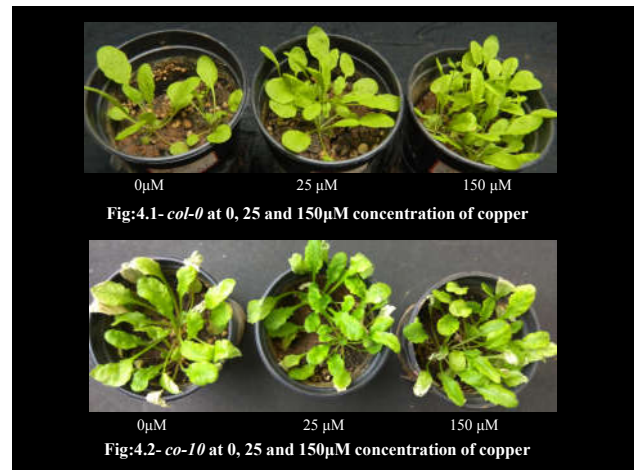 0µM 25 µM 150 µM
Fig:4.1- col-0 at 0, 25 and 150µM concentration of copper
0µM 25 µM 150 µM
Fig:4.2- co-10 at 0, 25 and 150µM concentration of copper